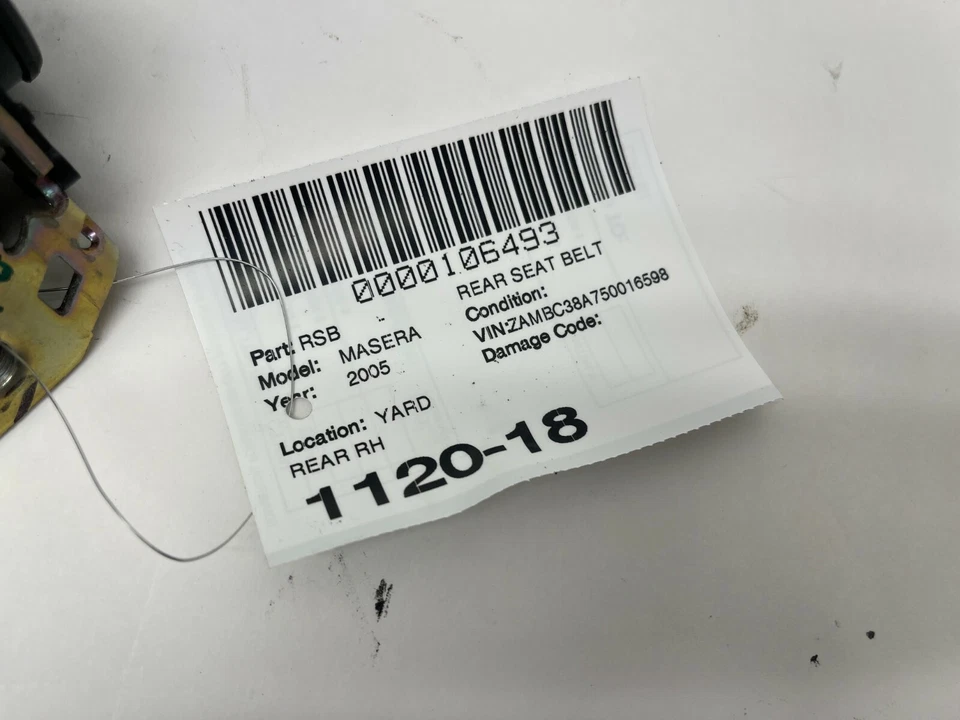 0000106493
Part: RSB
REAR SEAT BELT
Model: MASERA
Condition:
Year: 2005
VIN:ZAMBC38A750016598
Damage Code:
Location: YARD
REAR RH
1120-18